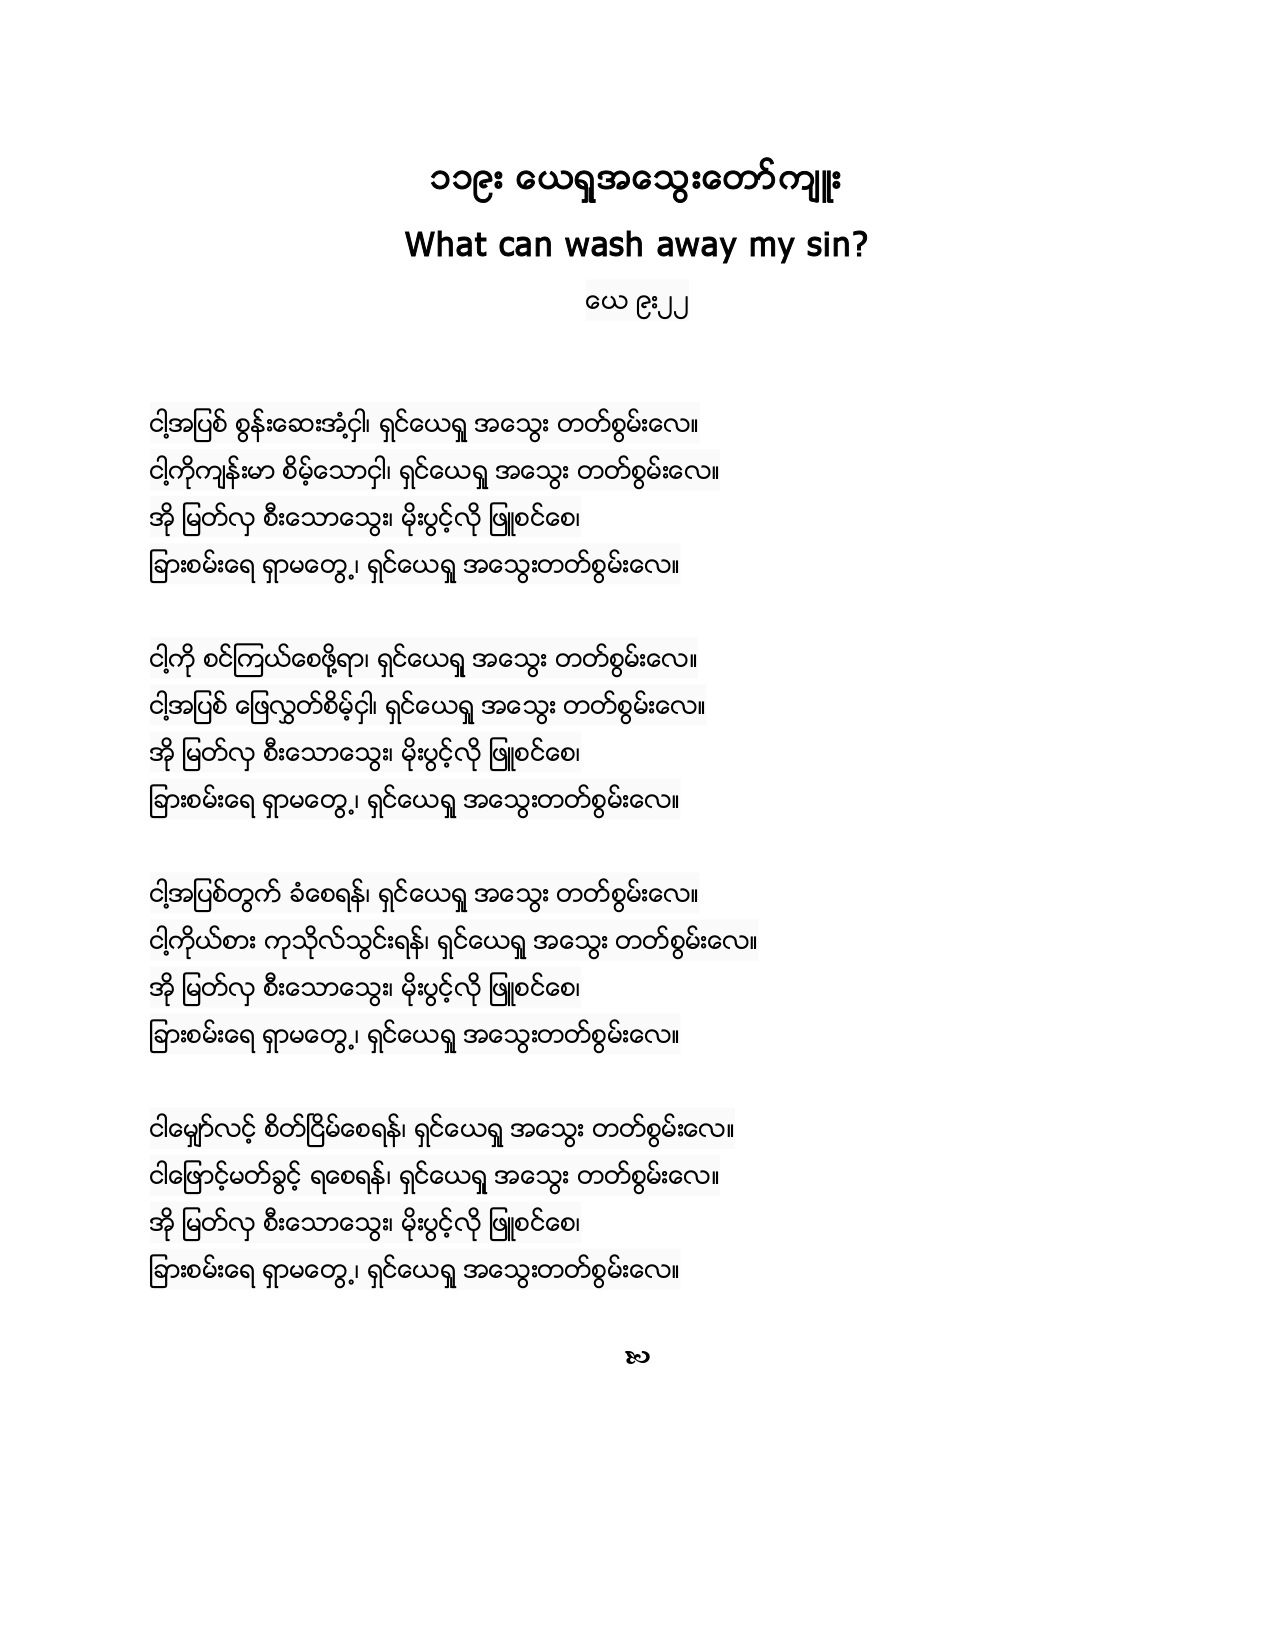 ၁၁၉း ယေရှုအသွေးတော်ကျူး
What can wash away my sin?
ယေ ၉း၂၂
ငါ့အပြစ် စွန်းဆေးအံ့ငှါ၊ ရှင်ယေရှု အသွေး တတ်စွမ်းလေ။
ငါ့ကိုကျန်းမာ စိမ့်သောငှါ၊ ရှင်ယေရှု အသွေး တတ်စွမ်းလေ။
အို မြတ်လှ စီးသောသွေး၊ မိုးပွင့်လို ဖြူစင်စေ၊
ခြားစမ်းရေ ရှာမတွေ့၊ ရှင်ယေရှု အသွေးတတ်စွမ်းလေ။
ငါ့ကို စင်ကြယ်စေဖို့ရာ၊ ရှင်ယေရှု အသွေး တတ်စွမ်းလေ။
ငါ့အပြစ် ဖြေလွှတ်စိမ့်ငှါ၊ ရှင်ယေရှု အသွေး တတ်စွမ်းလေ။
အို မြတ်လှ စီးသောသွေး၊ မိုးပွင့်လို ဖြူစင်စေ၊
ခြားစမ်းရေ ရှာမတွေ့၊ ရှင်ယေရှု အသွေးတတ်စွမ်းလေ။
ငါ့အပြစ်တွက် ခံစေရန်၊ ရှင်ယေရှု အသွေး တတ်စွမ်းလေ။
ငါ့ကိုယ်စား ကုသိုလ်သွင်းရန်၊ ရှင်ယေရှု အသွေး တတ်စွမ်းလေ။
အို မြတ်လှ စီးသောသွေး၊ မိုးပွင့်လို ဖြူစင်စေ၊
ခြားစမ်းရေ ရှာမတွေ့၊ ရှင်ယေရှု အသွေးတတ်စွမ်းလေ။
ငါမျှော်လင့် စိတ်ငြိမ်စေရန်၊ ရှင်ယေရှု အသွေး တတ်စွမ်းလေ။
ငါဖြောင့်မတ်ခွင့် ရစေရန်၊ ရှင်ယေရှု အသွေး တတ်စွမ်းလေ။
အို မြတ်လှ စီးသောသွေး၊ မိုးပွင့်လို ဖြူစင်စေ၊
ခြားစမ်းရေ ရှာမတွေ့၊ ရှင်ယေရှု အသွေးတတ်စွမ်းလေ။